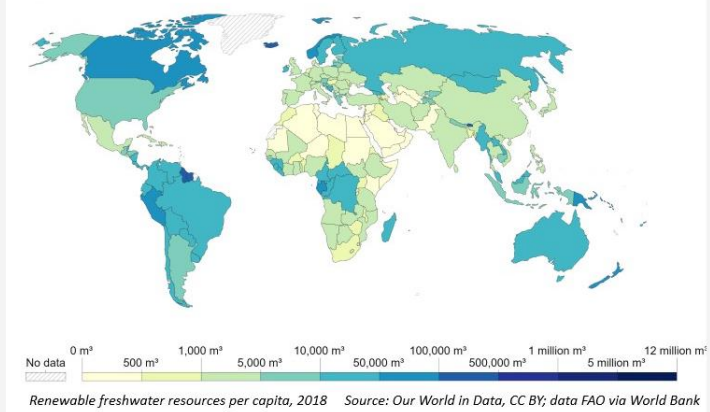 0 m³ 1,000 m³ 10,000 m³ 100,000 m³ 1 million m³ 12 million m³
No data 500 m³ 5,000 m³ 50,000 m³ 500,000 m³ 5 million m³
Renewable freshwater resources per capita, 2018 Source: Our World in Data, CC BY; data FAO via World Bank